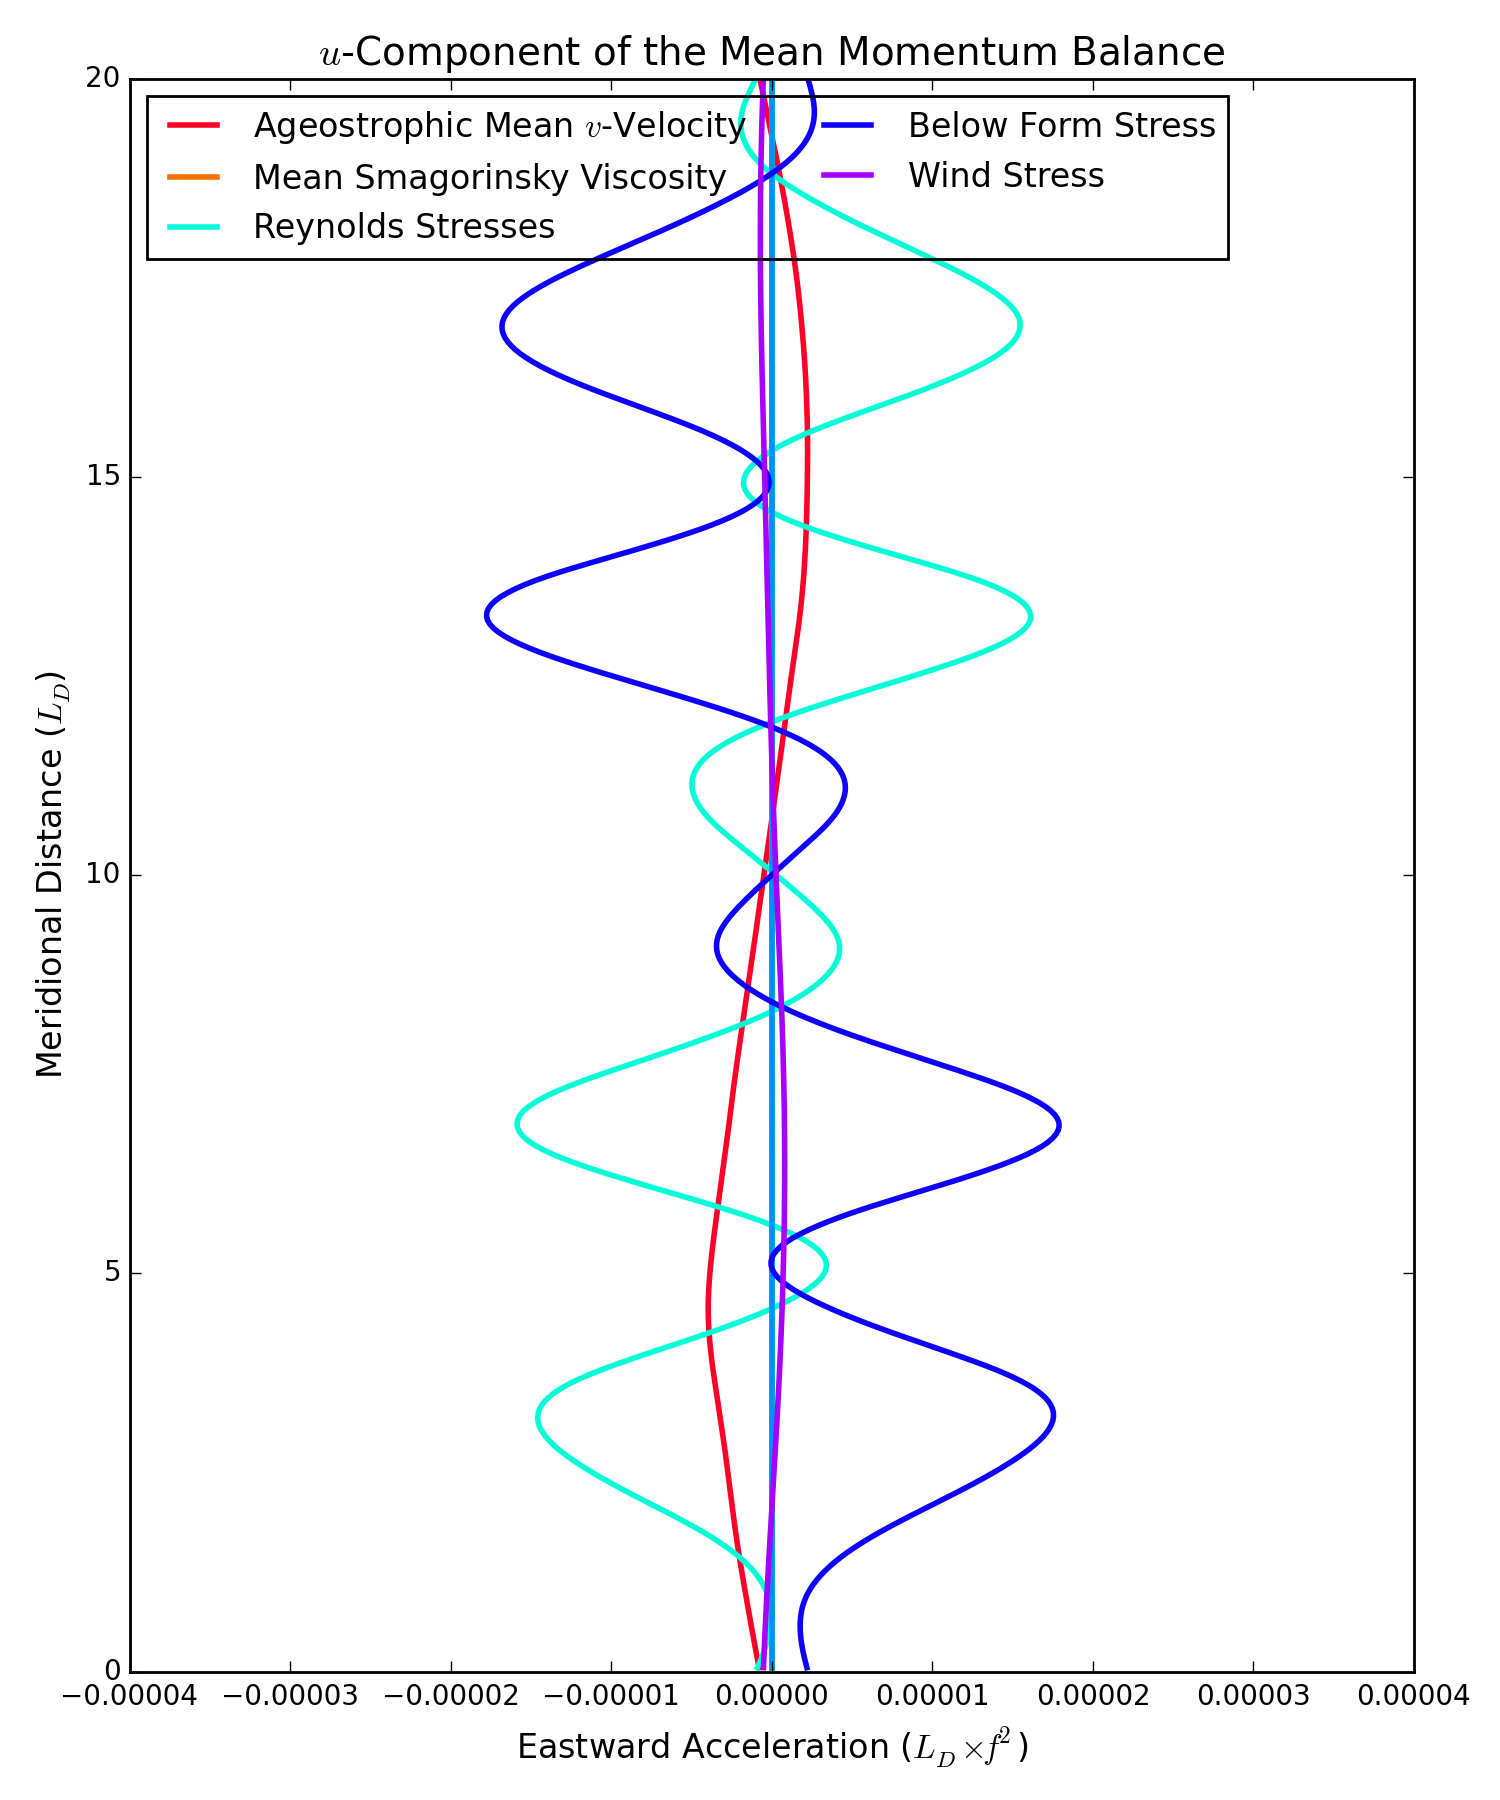 u-Component of the Mean Momentum Balance
Ageostrophic Mean v-Velocity
Mean Smagorinsky Viscosity
Reynolds Stresses
Below Form Stress
Wind Stress
20
15
10
5
0
Meridional Distance (L_D)
−0.00004 −0.00003 −0.00002 −0.00001 0.00000 0.00001 0.00002 0.00003 0.00004
Eastward Acceleration (L_D × f²)